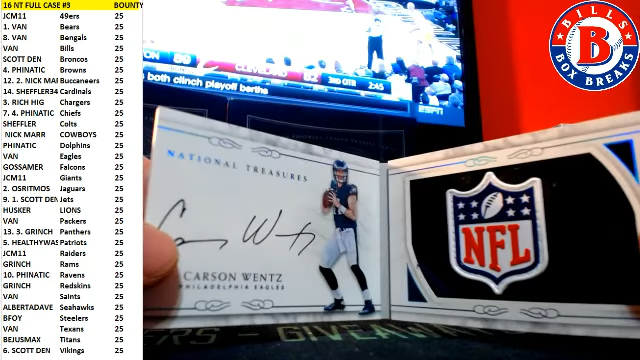 16 NT FULL CASE #3 BOUNTY
JCM11 49ers 25
1. VAN Bears 25
8. VAN Bengals 25
VAN Bills 25
SCOTT DEN Broncos 25
4. PHINATIC Browns 25
12. 2. NICK MAI Buccaneers 25
14. SHEFFLER34 Cardinals 25
3. RICH HIG Chargers 25
7. 4. PHINATIC Chiefs 25
SHEFFLER Colts 25
NICK MARR COWBOYS 25
PHINATIC Dolphins 25
VAN Eagles 25
GOSSAMER Falcons 25
JCM11 Giants 25
2. OSRITMOS Jaguars 25
9. 1. SCOTT DEN Jets 25
HUSKER LIONS 25
VAN Packers 25
13. 3. GRINCH Panthers 25
5. HEALTHYWAS Patriots 25
JCM11 Raiders 25
GRINCH Rams 25
10. PHINATIC Ravens 25
GRINCH Redskins 25
VAN Saints 25
ALBERTADAVE Seahawks 25
BFOY Steelers 25
VAN Texans 25
BEJUSMAX Titans 25
6. SCOTT DEN Vikings 25
CLEVELAND 2ND QTR 2:45
both clinch playoff berths
ESPN
BILLS
B
BOX BREAKS
NATIONAL TREASURES
CARSON WENTZ
PHILADELPHIA EAGLES
NFL